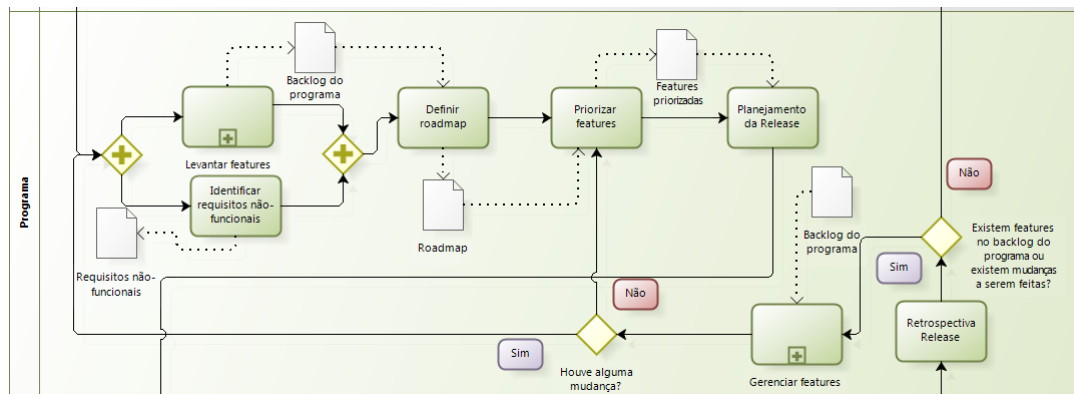 Programa
Backlog do
programa
Levantar features
Identificar
requisitos não-
funcionais
Requisitos não-
funcionais
Definir
roadmap
Roadmap
Priorizar
features
Features
priorizadas
Planejamento
da Release
Backlog do
programa
Não
Existem features
no backlog do
programa ou
existem mudanças
a serem feitas?
Sim
Retrospectiva
Release
Gerenciar features
Não
Sim
Houve alguma
mudança?